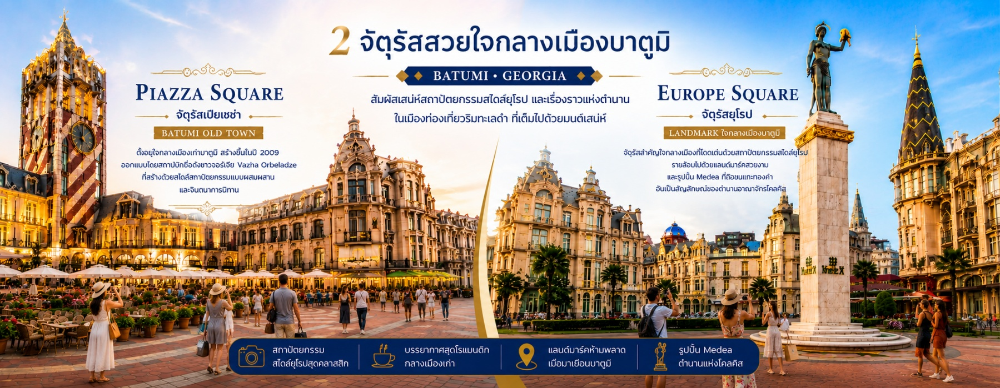 2 จัตุรัสสวยใจกลางเมืองบาตูมิ
BATUMI • GEORGIA
สัมผัสเสน่ห์สถาปัตยกรรมสไตส์ยุโรป และเรื่องราวแห่งตำนาน
ในเมืองท่องเที่ยวริมทะเลดำ ที่เต็มไปด้วยมนต์เสน่ห์
PIAZZA SQUARE
จัตุรัสเปียเซซ่า
BATUMI OLD TOWN
ตั้งอยู่ใจกลางเมืองเก่าบาตูมี สร้างขึ้นในปี 2009
ออกแบบโดยสถาปนิกชื่อดังชาวจอร์เจีย Vazha Orbeladze
ที่สร้างด้วยสไตล์สถาปัตยกรรมแบบผสมผสาน
และจินตนาการนิทาน
EUROPE SQUARE
จัตุรัสยุโรป
LANDMARK ใจกลางเมืองบาตูมี
จัตุรัสสำคัญใจกลางเมืองที่โดดเด่นด้วยสถาปัตยกรรมสไตล์ยุโรป
รายล้อมไปด้วยแลนด์มาร์คสวยงาม
และรูปปั้น Medea ที่ถือขนแกะทองคำ
อันเป็นสัญลักษณ์ของตำนานอาณาจักรโคลคิส
สถาปัตยกรรม
สไตล์ยุโรปสุดคลาสสิก
บรรยากาศสุดโรแมนติก
กลางเมืองเก่า
แลนด์มาร์คห้ามพลาด
เมื่อมาเยือนบาตูมี
รูปปั้น Medea
ตำนานแห่งโคลคิส